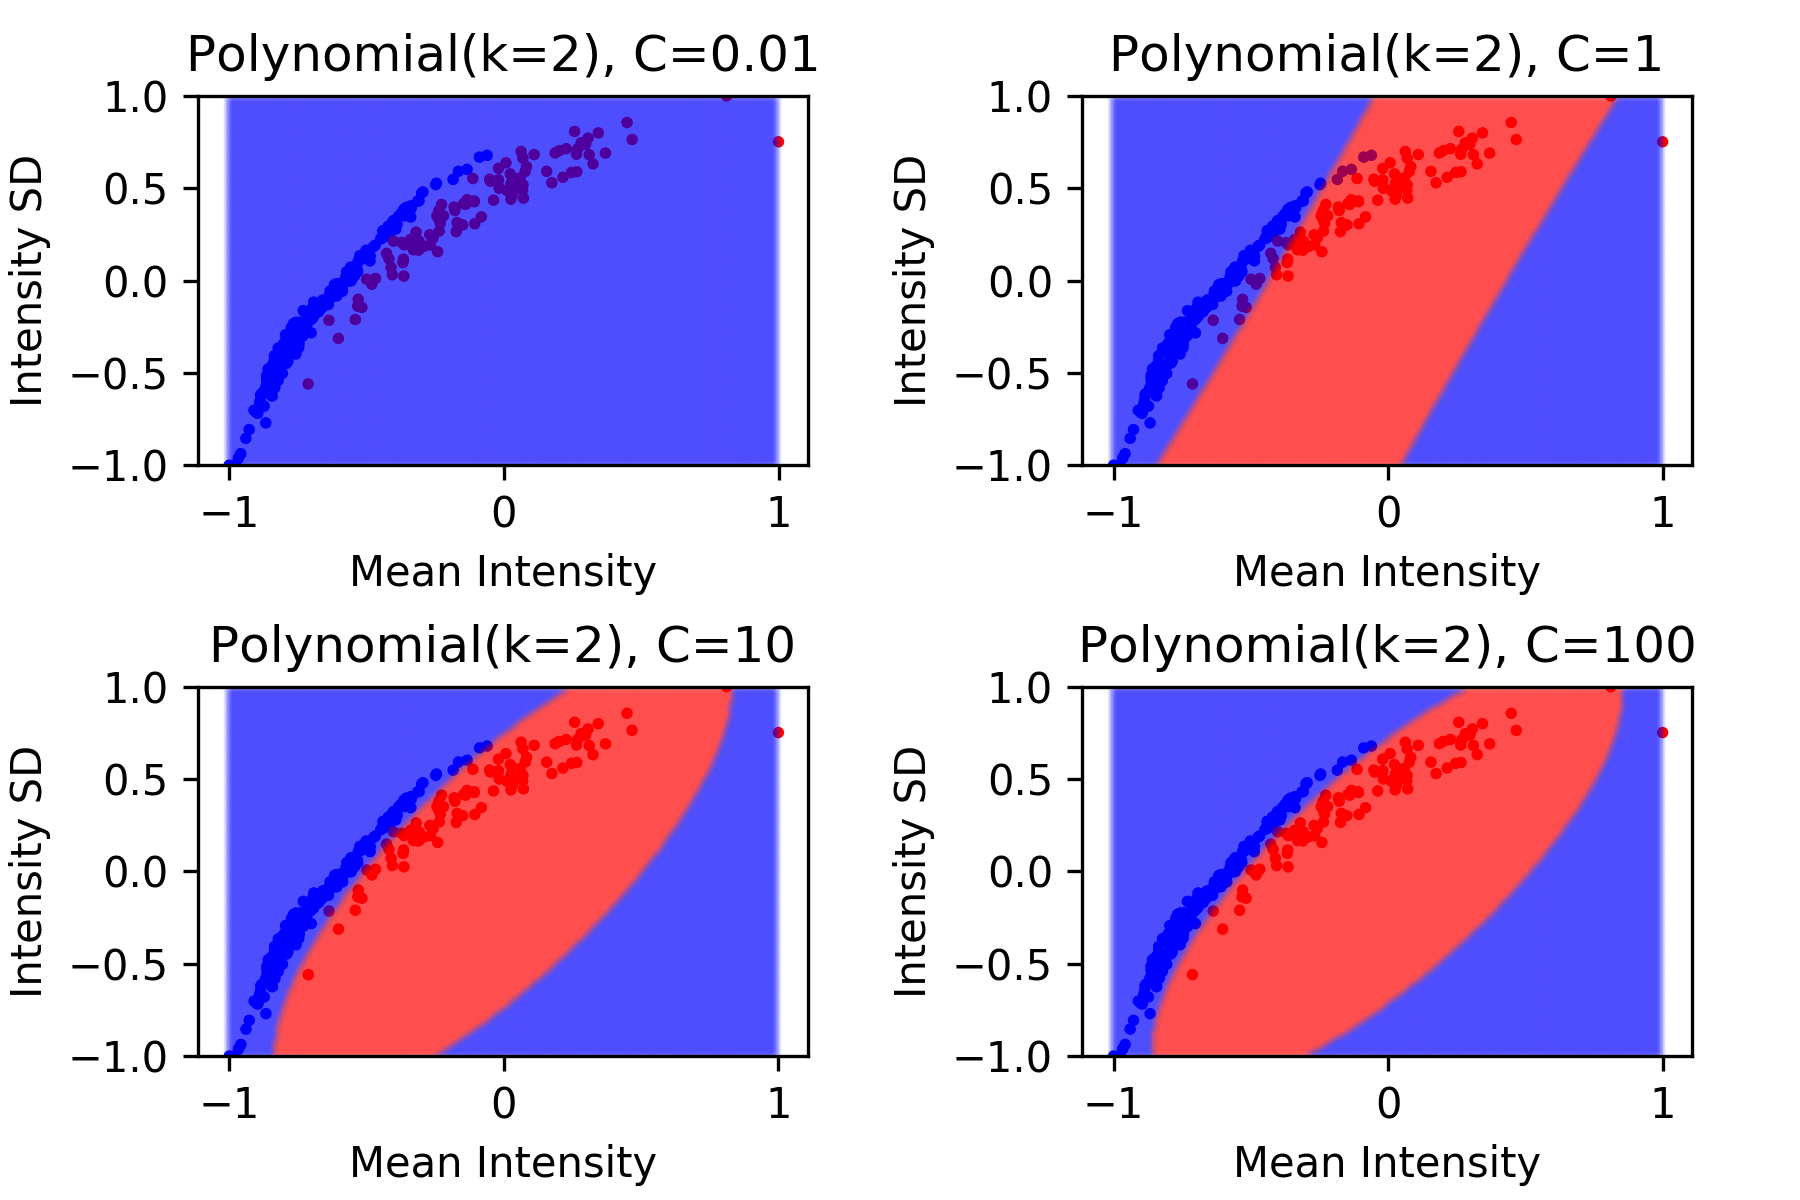 Polynomial(k=2), C=0.01
Intensity SD
1.0
0.5
0.0
−0.5
−1.0
−1 0 1
Mean Intensity
Polynomial(k=2), C=1
Intensity SD
1.0
0.5
0.0
−0.5
−1.0
−1 0 1
Mean Intensity
Polynomial(k=2), C=10
Intensity SD
1.0
0.5
0.0
−0.5
−1.0
−1 0 1
Mean Intensity
Polynomial(k=2), C=100
Intensity SD
1.0
0.5
0.0
−0.5
−1.0
−1 0 1
Mean Intensity